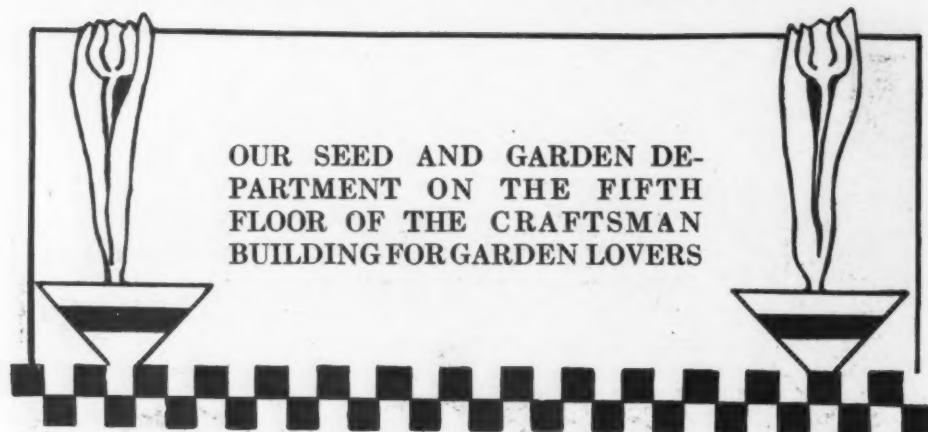 OUR SEED AND GARDEN DE-
PARTMENT ON THE FIFTH
FLOOR OF THE CRAFTSMAN
BUILDING FOR GARDEN LOVERS